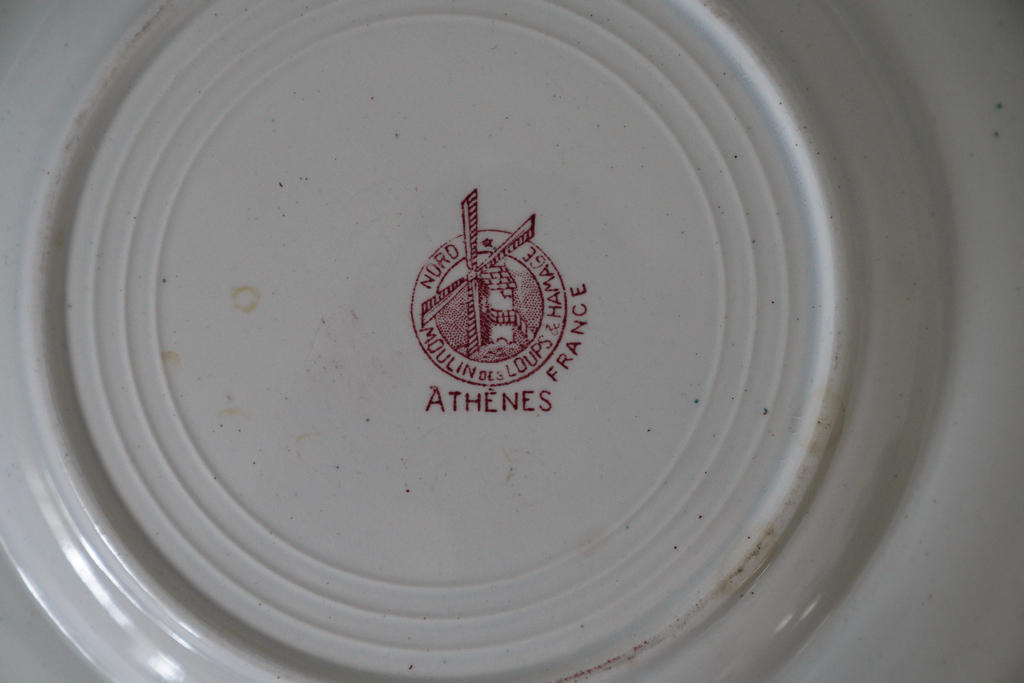 NORD
MOULIN DES LOUPS & HAMAGE
FRANCE
ATHÈNES